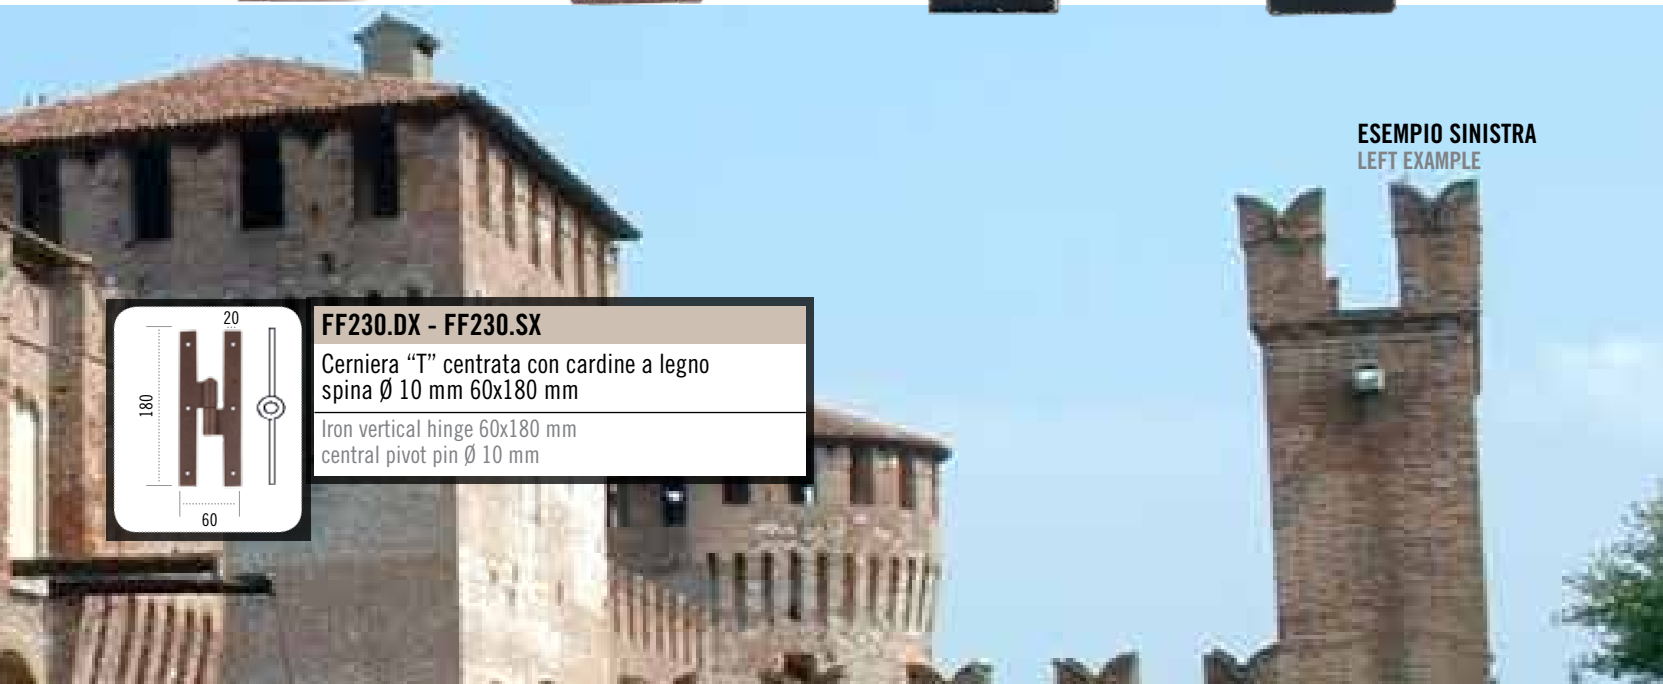 ESEMPIO SINISTRA
LEFT EXAMPLE
20
180
60
FF230.DX - FF230.SX
Cerniera “T” centrata con cardine a legno
spina Ø 10 mm 60x180 mm
Iron vertical hinge 60x180 mm
central pivot pin Ø 10 mm